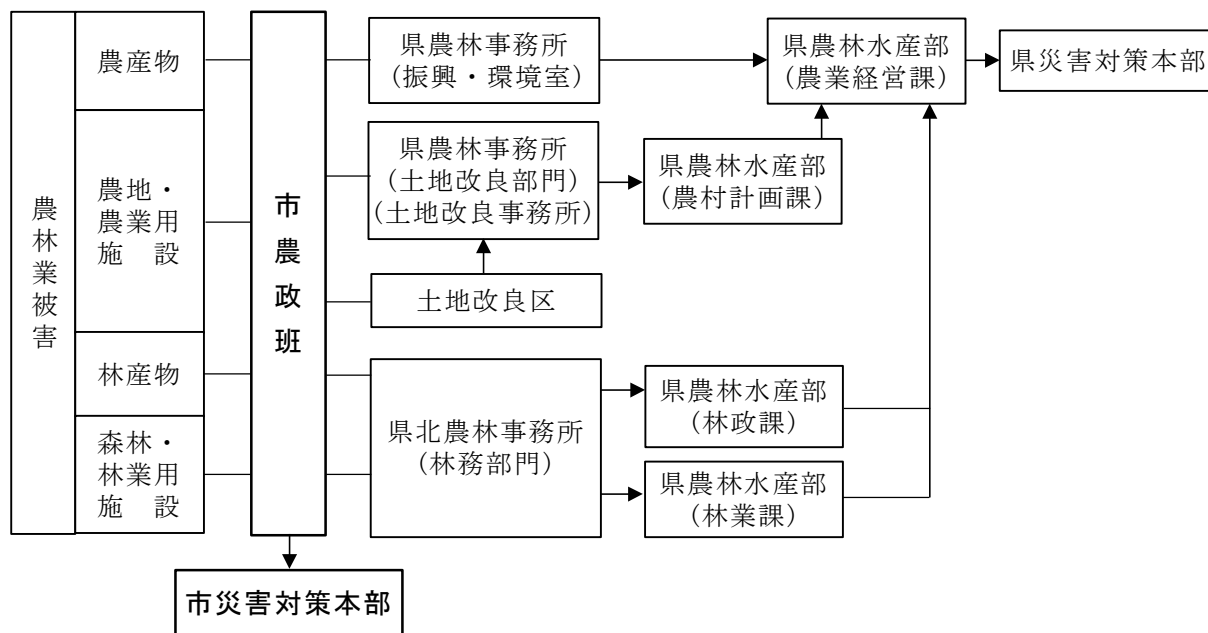 農林業被害
農産物
農地・
農業用
施　設
林産物
森林・
林業用
施　設
市農政班
市災害対策本部
県農林事務所
(振興・環境室)
県農林事務所
(土地改良部門)
(土地改良事務所)
土地改良区
県北農林事務所
(林務部門)
県農林水産部
(農村計画課)
県農林水産部
(林政課)
県農林水産部
(林業課)
県農林水産部
(農業経営課)
県災害対策本部